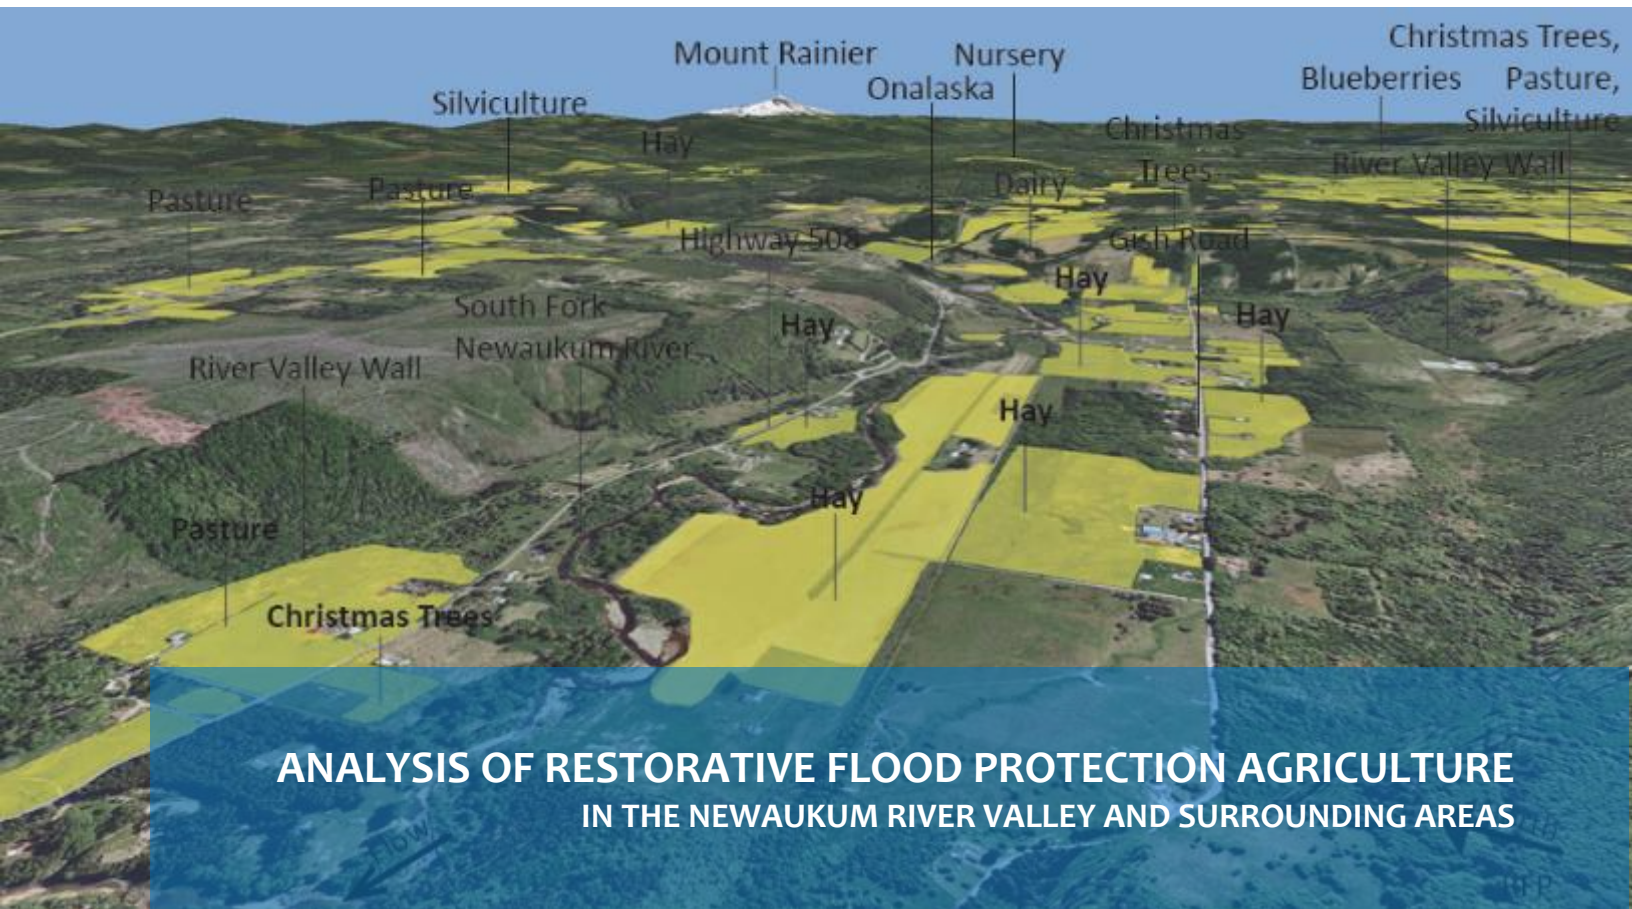 Mount Rainier
Nursery
Christmas Trees,
Blueberries
Pasture,
Silviculture
Onalaska
Silviculture
Christmas
Trees
Hay
River Valley Wall
Pasture
Pasture
Dairy
Highway 508
Gish Road
Hay
South Fork
Newaukum River
Hay
Hay
River Valley Wall
Hay
Hay
Pasture
Christmas Trees
ANALYSIS OF RESTORATIVE FLOOD PROTECTION AGRICULTURE
IN THE NEWAUKUM RIVER VALLEY AND SURROUNDING AREAS
Flow